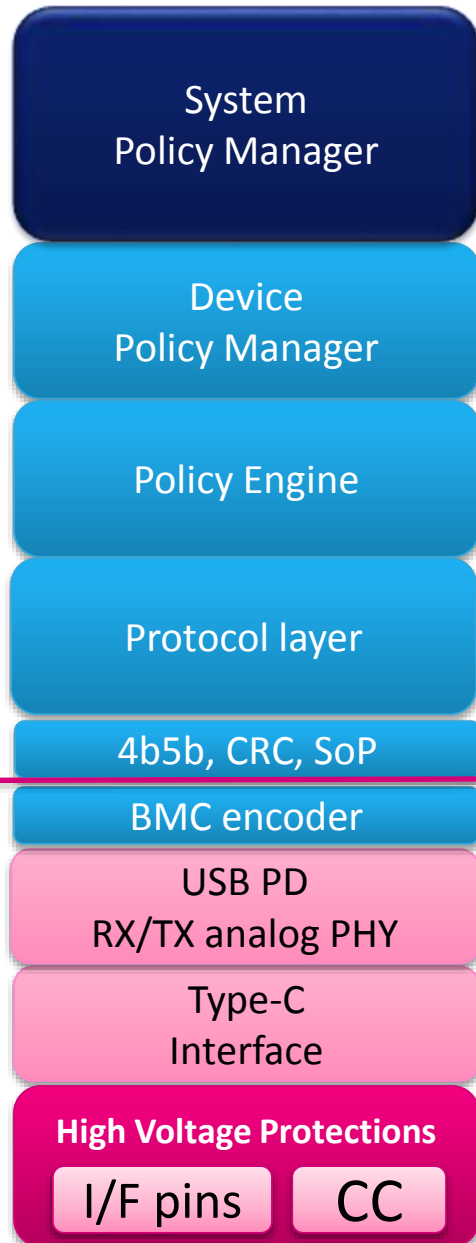 System
Policy Manager
Device
Policy Manager
Policy Engine
Protocol layer
4b5b, CRC, SoP
BMC encoder
USB PD
RX/TX analog PHY
Type-C
Interface
High Voltage Protections
I/F pins CC